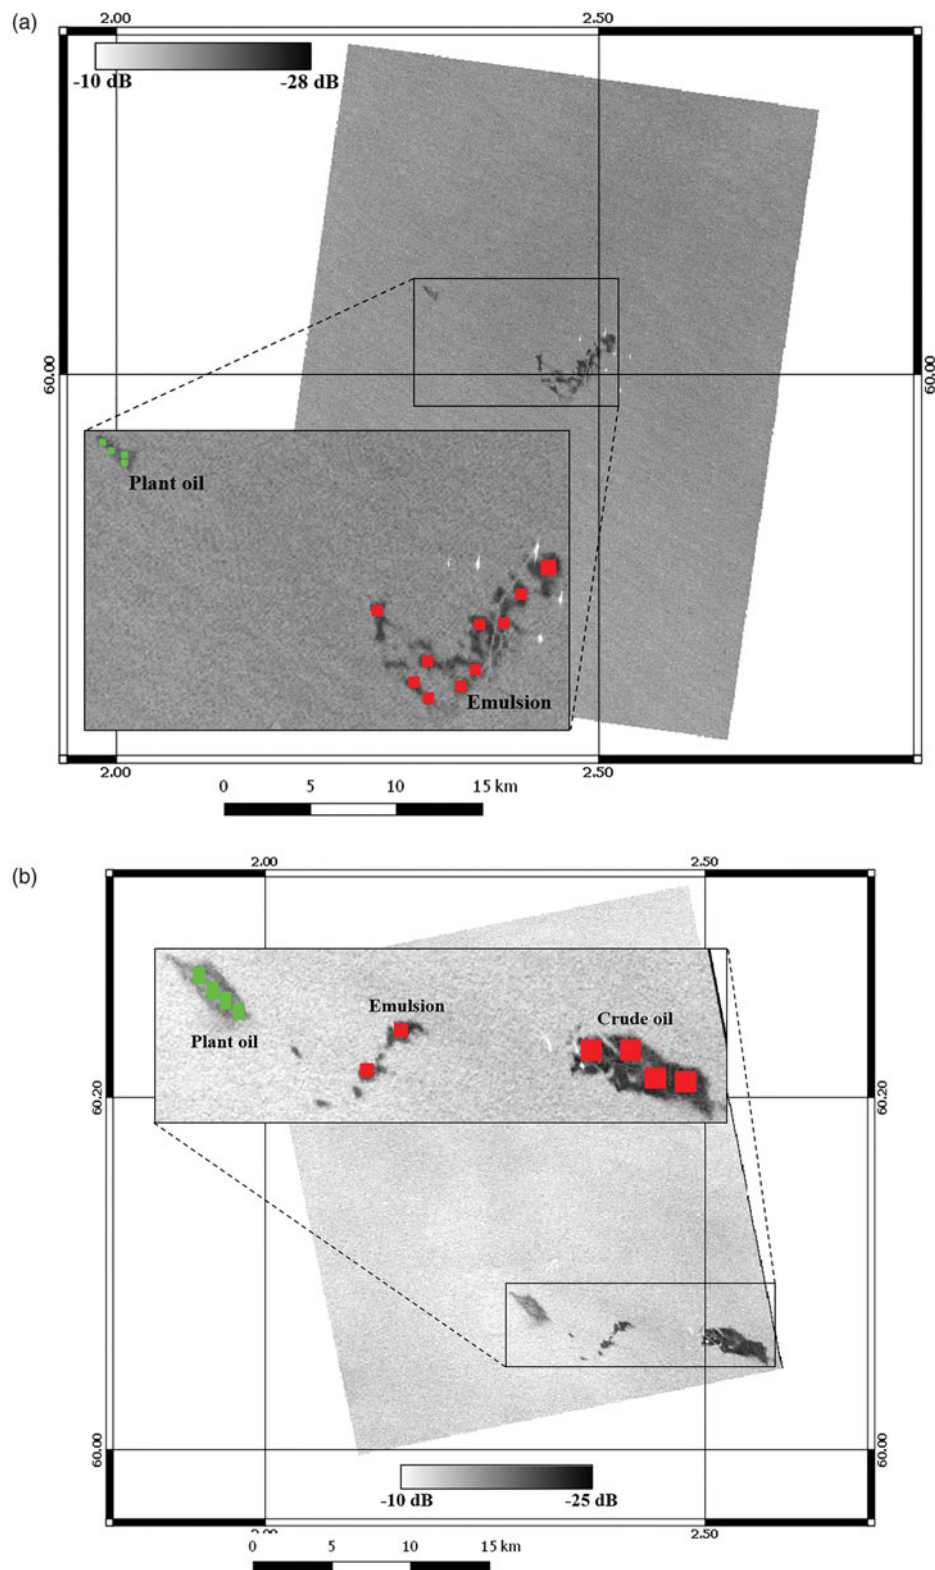 (a)
2.00 2.50
-10 dB -28 dB
60.00 60.00
Plant oil
Emulsion
2.00 2.50
0 5 10 15 km
(b)
2.00 2.50
Emulsion
Crude oil
Plant oil
60.20 60.20
60.00 60.00
-10 dB -25 dB
2.00 2.50
0 5 10 15 km